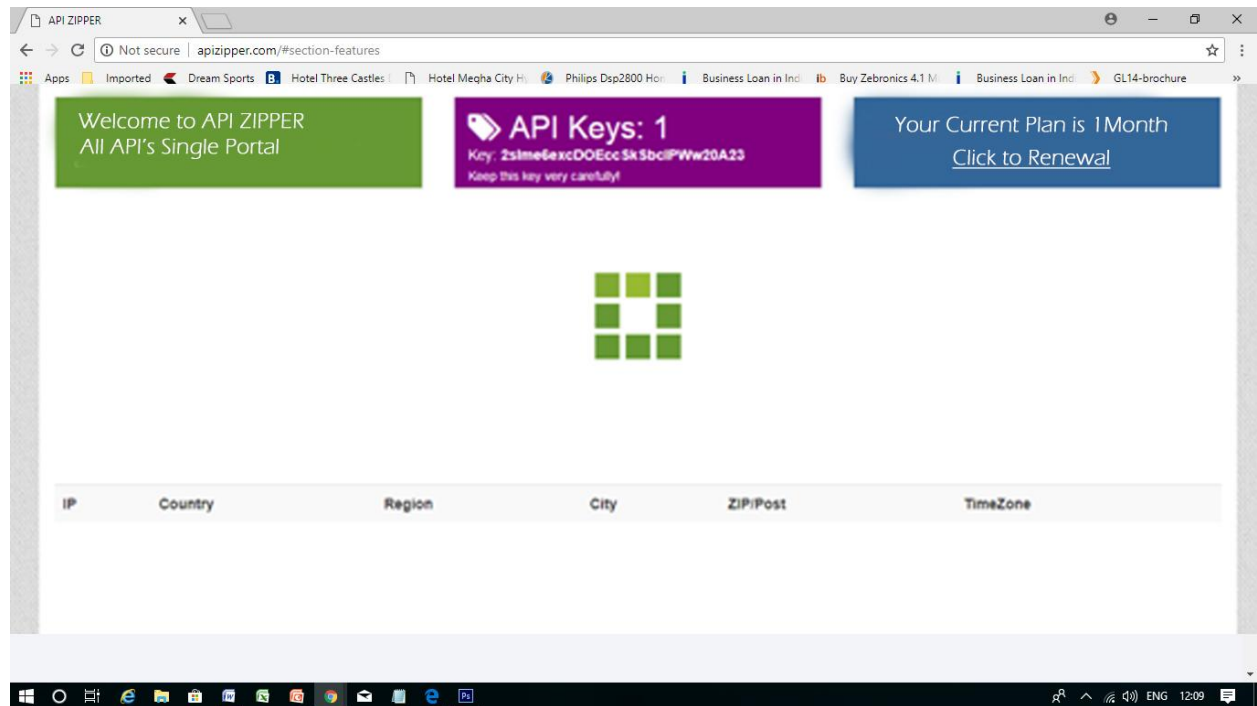 API ZIPPER
Not secure | apizipper.com/#section-features
Apps Imported Dream Sports B. Hotel Three Castles Hotel Megha City Philips Dsp2800 Business Loan in Ind ib Buy Zebronics 4.1 Business Loan in Ind GL14-brochure »
Welcome to API ZIPPER
All API's Single Portal
API Keys: 1
Key:
Keep this key very carefully!
Your Current Plan is 1Month
Click to Renewal
IP Country Region City ZIP/Post TimeZone
ENG 12:09